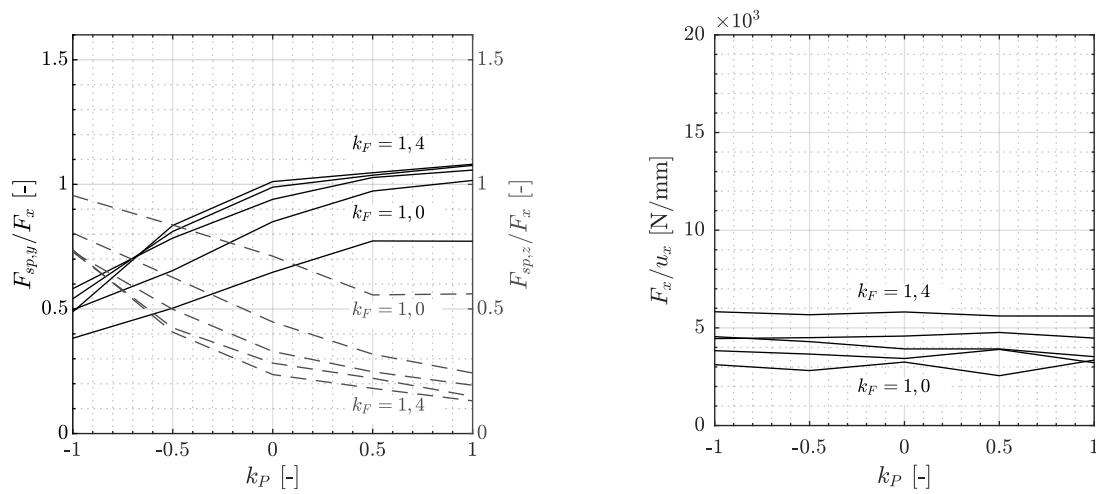 1.5
1
0.5
0
F_{sp,y}/F_x [-]
k_F = 1,4
k_F = 1,0
k_F = 1,0
k_F = 1,4
1.5
1
0.5
0
F_{sp,z}/F_x [-]
-1 -0.5 0 0.5 1
k_P [-]
×10^3
20
15
10
5
0
F_x/u_x [N/mm]
k_F = 1,4
k_F = 1,0
-1 -0.5 0 0.5 1
k_P [-]